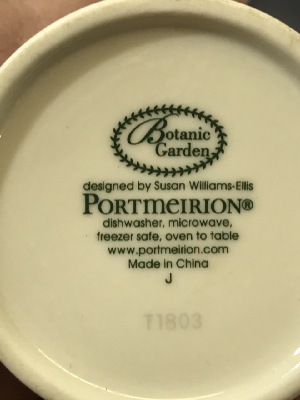 Botanic
Garden
designed by Susan Williams-Ellis
PORTMEIRION®
dishwasher, microwave,
freezer safe, oven to table
www.portmeirion.com
Made in China
J
T1803